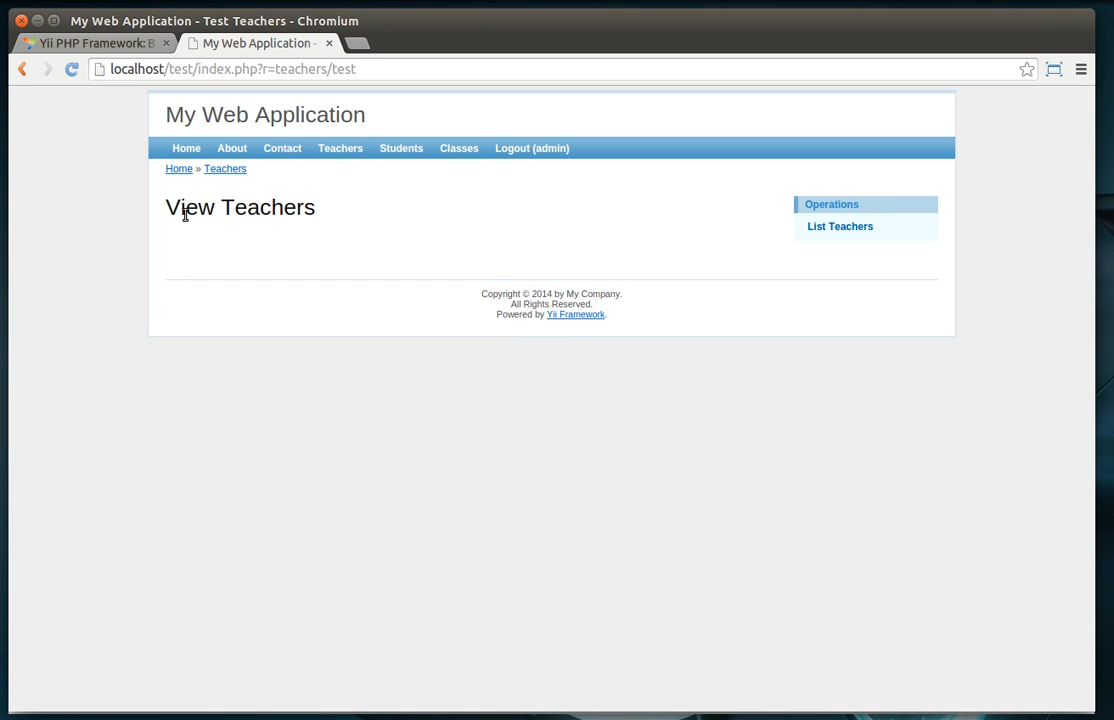 My Web Application - Test Teachers - Chromium
Yii PHP Framework: B
My Web Application -
localhost/test/index.php?r=teachers/test
My Web Application
Home About Contact Teachers Students Classes Logout (admin)
Home » Teachers
View Teachers
Operations
List Teachers
Copyright © 2014 by My Company.
All Rights Reserved.
Powered by Yii Framework.